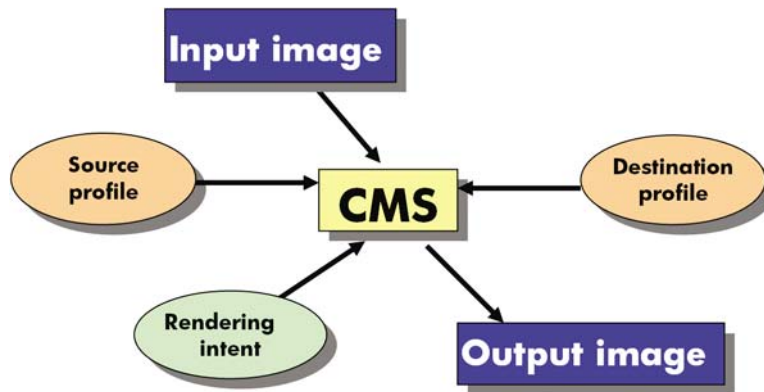 Input image
Source
profile
CMS
Destination
profile
Rendering
intent
Output image